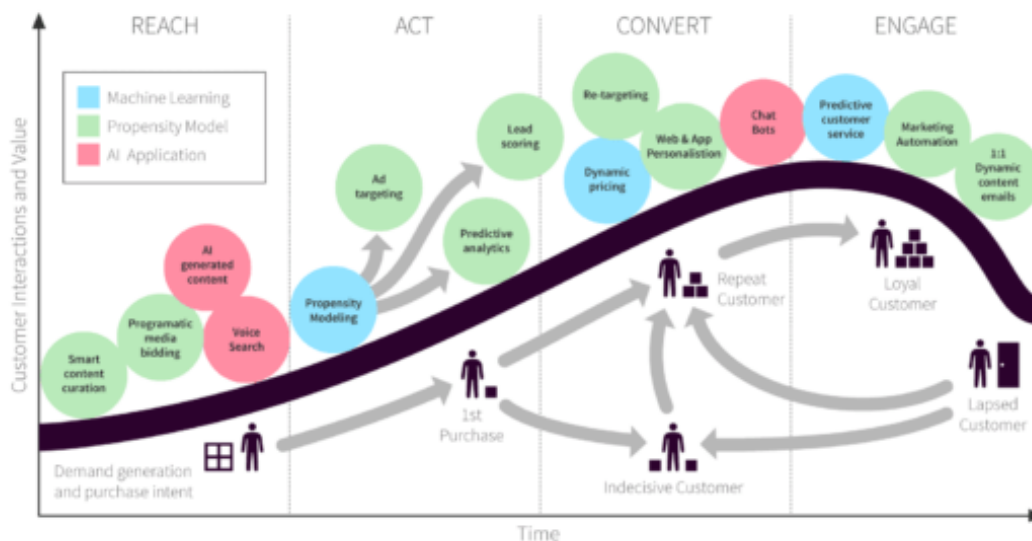 REACH
ACT
CONVERT
ENGAGE
Machine Learning
Propensity Model
AI Application
Customer Interactions and Value
Smart
content
curation
Programatic
media
bidding
AI
generated
content
Voice
Search
Propensity
Modeling
Ad
targeting
Lead
scoring
Predictive
analytics
Re-targeting
Dynamic
pricing
Web & App
Personalistion
Chat
Bots
Predictive
customer
service
Marketing
Automation
1:1
Dynamic
content
emails
Demand generation
and purchase intent
1st
Purchase
Repeat
Customer
Indecisive Customer
Loyal
Customer
Lapsed
Customer
Time